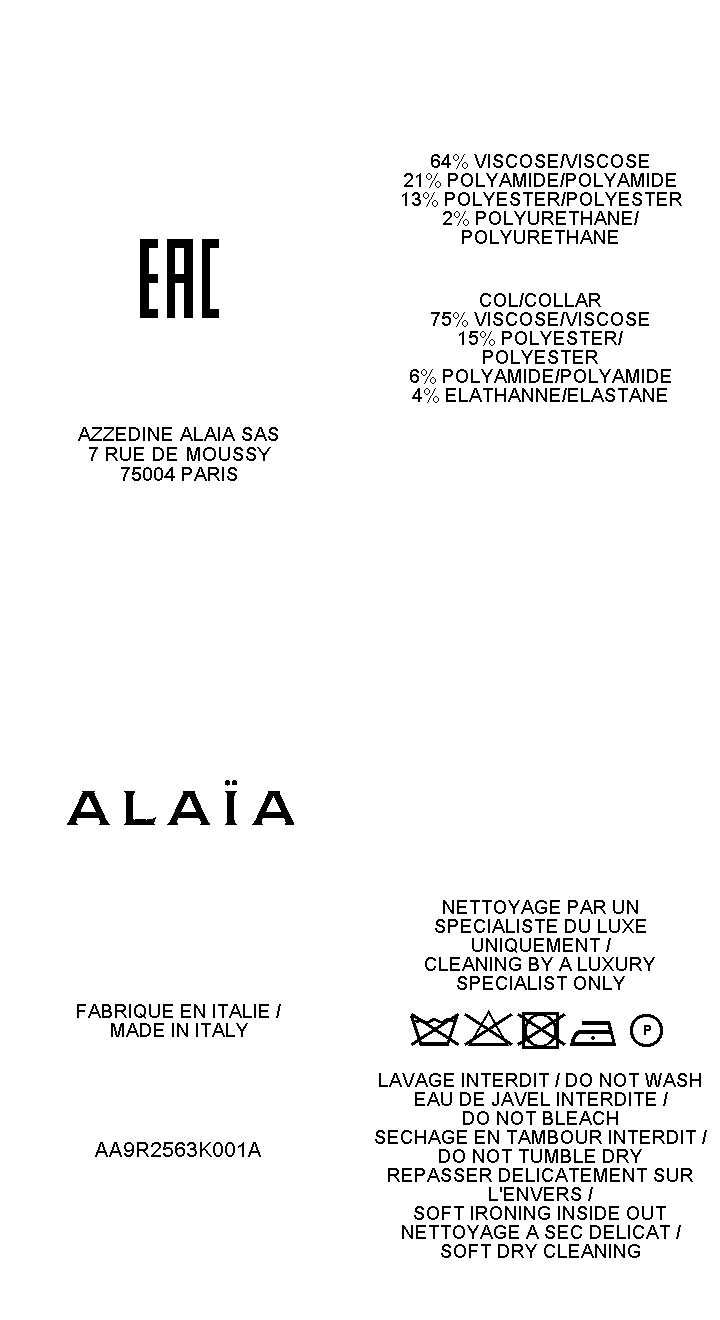 EAC
AZZEDINE ALAIA SAS
7 RUE DE MOUSSY
75004 PARIS
64% VISCOSE/VISCOSE
21% POLYAMIDE/POLYAMIDE
13% POLYESTER/POLYESTER
2% POLYURETHANE/
POLYURETHANE
COL/COLLAR
75% VISCOSE/VISCOSE
15% POLYESTER/
POLYESTER
6% POLYAMIDE/POLYAMIDE
4% ELATHANNE/ELASTANE
ALAÏA
FABRIQUE EN ITALIE /
MADE IN ITALY
AA9R2563K001A
NETTOYAGE PAR UN
SPECIALISTE DU LUXE
UNIQUEMENT /
CLEANING BY A LUXURY
SPECIALIST ONLY
P
LAVAGE INTERDIT / DO NOT WASH
EAU DE JAVEL INTERDITE /
DO NOT BLEACH
SECHAGE EN TAMBOUR INTERDIT /
DO NOT TUMBLE DRY
REPASSER DELICATEMENT SUR
L'ENVERS /
SOFT IRONING INSIDE OUT
NETTOYAGE A SEC DELICAT /
SOFT DRY CLEANING